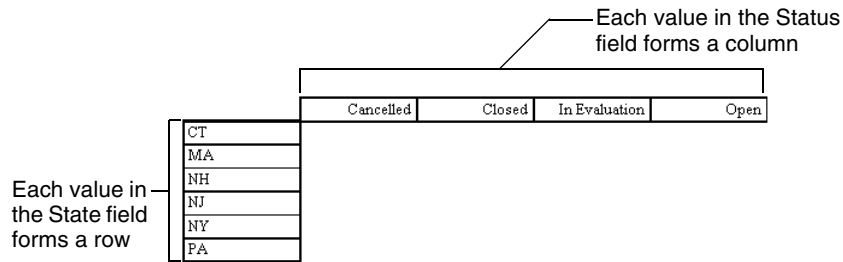 Each value in the Status
field forms a column
Cancelled Closed In Evaluation Open
CT
MA
NH
NJ
NY
PA
Each value in
the State field
forms a row